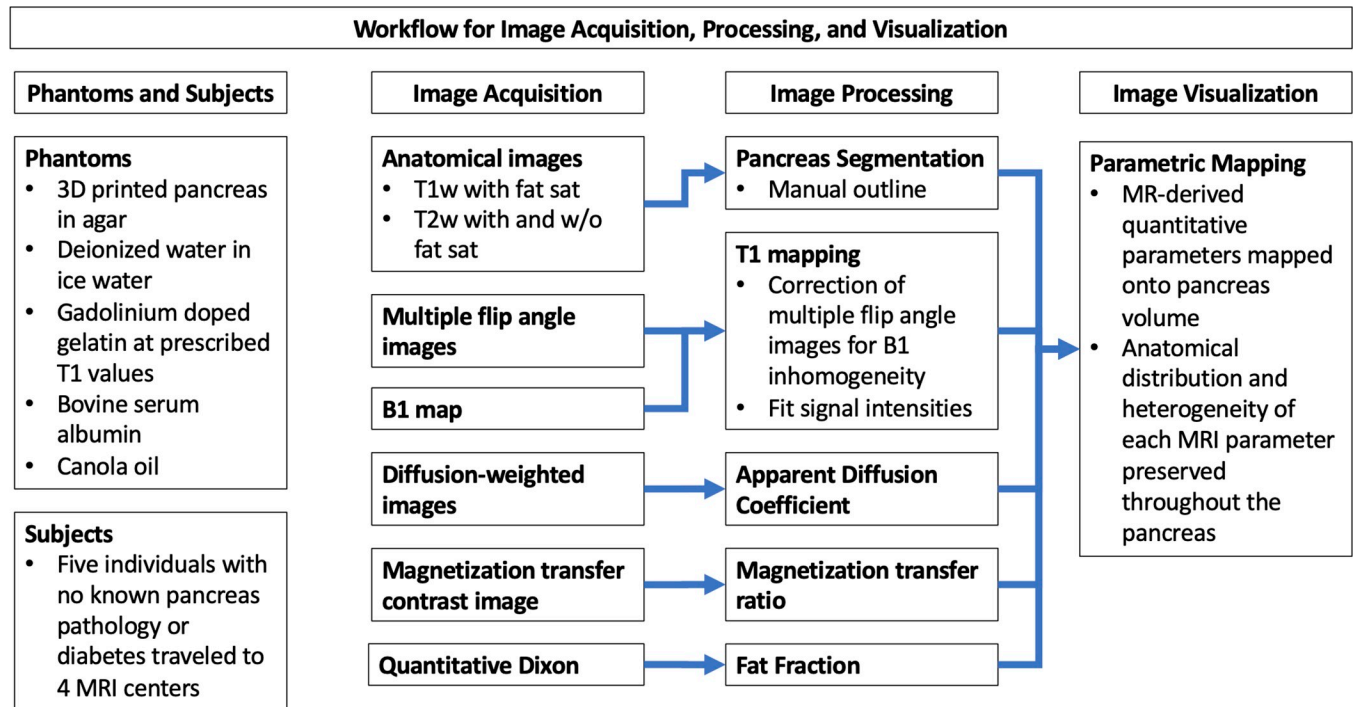 Workflow for Image Acquisition, Processing, and Visualization
Phantoms and Subjects
Phantoms
• 3D printed pancreas
in agar
• Deionized water in
ice water
• Gadolinium doped
gelatin at prescribed
T1 values
• Bovine serum
albumin
• Canola oil
Subjects
• Five individuals with
no known pancreas
pathology or
diabetes traveled to
4 MRI centers
Image Acquisition
Anatomical images
• T1w with fat sat
• T2w with and w/o
fat sat
Multiple flip angle
images
B1 map
Diffusion-weighted
images
Magnetization transfer
contrast image
Quantitative Dixon
Image Processing
Pancreas Segmentation
• Manual outline
T1 mapping
• Correction of
multiple flip angle
images for B1
inhomogeneity
• Fit signal intensities
Apparent Diffusion
Coefficient
Magnetization transfer
ratio
Fat Fraction
Image Visualization
Parametric Mapping
• MR-derived
quantitative
parameters mapped
onto pancreas
volume
• Anatomical
distribution and
heterogeneity of
each MRI parameter
preserved
throughout the
pancreas